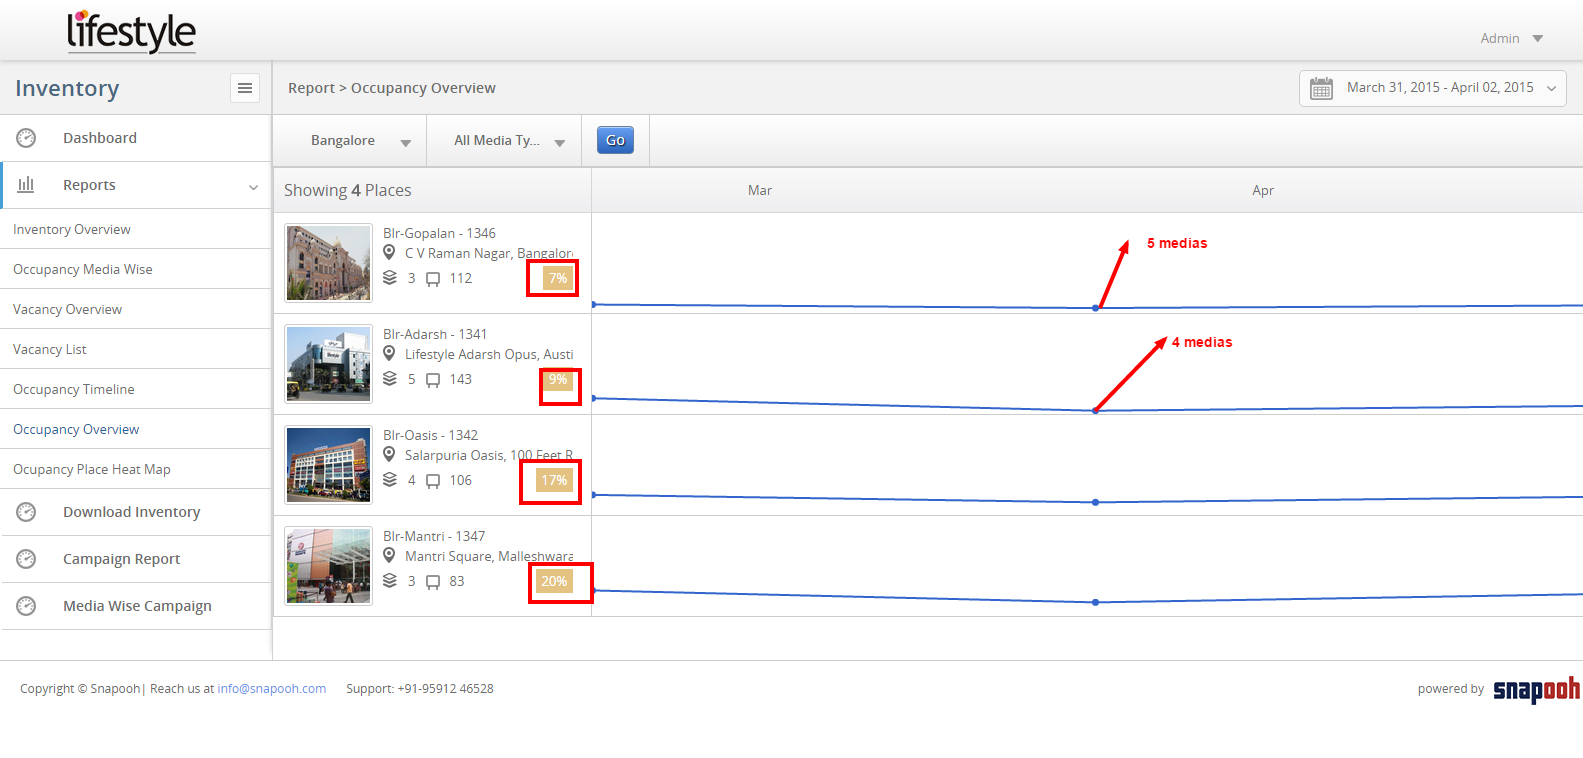 lifestyle
Admin
Inventory
Report > Occupancy Overview
March 31, 2015 - April 02, 2015
Dashboard
Bangalore
All Media Ty...
Go
Reports
Showing 4 Places
Mar
Apr
Inventory Overview
Occupancy Media Wise
Vacancy Overview
Vacancy List
Occupancy Timeline
Occupancy Overview
Ocupancy Place Heat Map
Download Inventory
Campaign Report
Media Wise Campaign
Blr-Gopalan - 1346
C V Raman Nagar, Bangalore
3 112 7%
5 medias
Blr-Adarsh - 1341
Lifestyle Adarsh Opus, Austi
5 143 9%
4 medias
Blr-Oasis - 1342
Salarpuria Oasis, 100 Feet R
4 106 17%
Blr-Mantri - 1347
Mantri Square, Malleshwara
3 83 20%
Copyright © Snapooh| Reach us at info@snapooh.com Support: +91-95912 46528
powered by snapooh